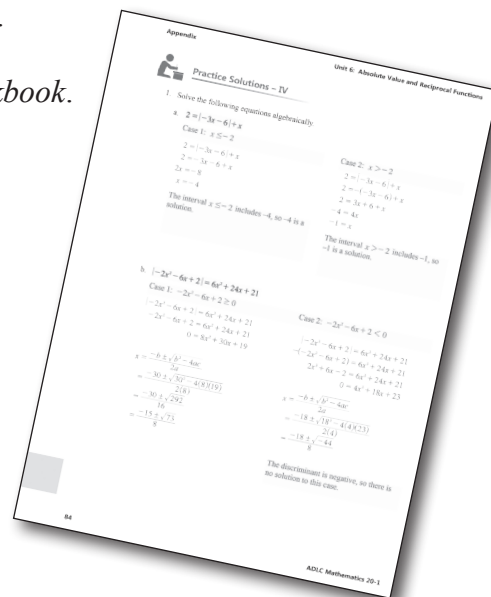 kbook.
Appendix
Unit 6: Absolute Value and Reciprocal Functions
Practice Solutions – IV
1. Solve the following equations algebraically.
a. 2 = |−3x − 6| + x
Case 1: x ≤ −2
2 = |−3x − 6| + x
2 = −3x − 6 + x
2x = −8
x = −4
The interval x ≤ −2 includes −4, so −4 is a
solution.
Case 2: x > −2
2 = |−3x − 6| + x
2 = −(−3x − 6) + x
2 = 3x + 6 + x
−4 = 4x
−1 = x
The interval x > −2 includes −1, so
−1 is a solution.
b. |−2x² − 6x + 2| = 6x² + 24x + 21
Case 1: −2x² − 6x + 2 ≥ 0
|−2x² − 6x + 2| = 6x² + 24x + 21
−2x² − 6x + 2 = 6x² + 24x + 21
0 = 8x² + 30x + 19
x = (−b ± √(b² − 4ac))/(2a)
= (−30 ± √(30² − 4(8)(19)))/(2(8))
= (−30 ± √292)/16
= (−15 ± √73)/8
Case 2: −2x² − 6x + 2 < 0
|−2x² − 6x + 2| = 6x² + 24x + 21
−(−2x² − 6x + 2) = 6x² + 24x + 21
2x² + 6x − 2 = 6x² + 24x + 21
0 = 4x² + 18x + 23
x = (−b ± √(b² − 4ac))/(2a)
= (−18 ± √(18² − 4(4)(23)))/(2(4))
= (−18 ± √−44)/8
The discriminant is negative, so there is
no solution to this case.
84
ADLC Mathematics 20-1